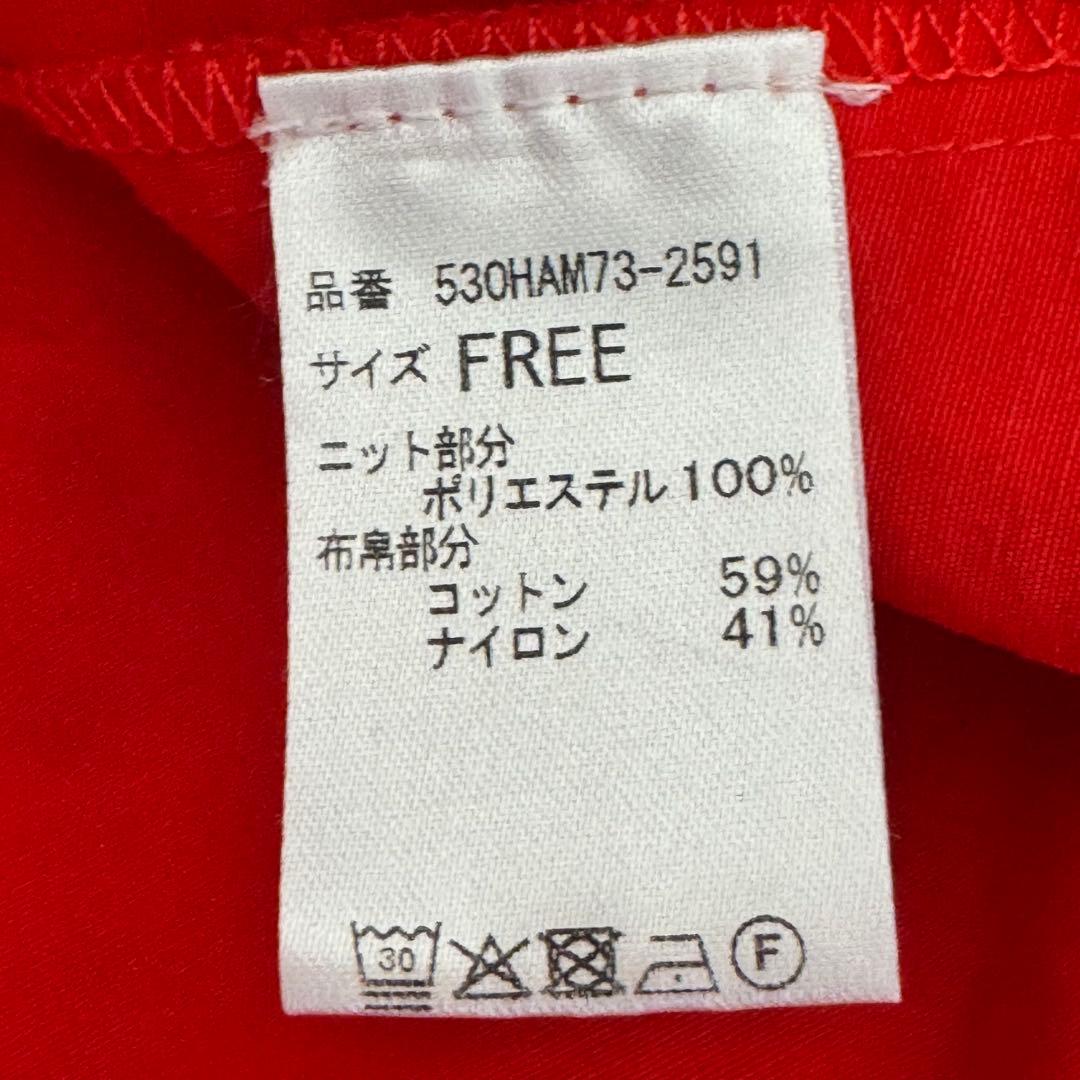 品番 530HAM73-2591
サイズ FREE
ニット部分
ポリエステル 100%
布帛部分
コットン 59%
ナイロン 41%
30 F